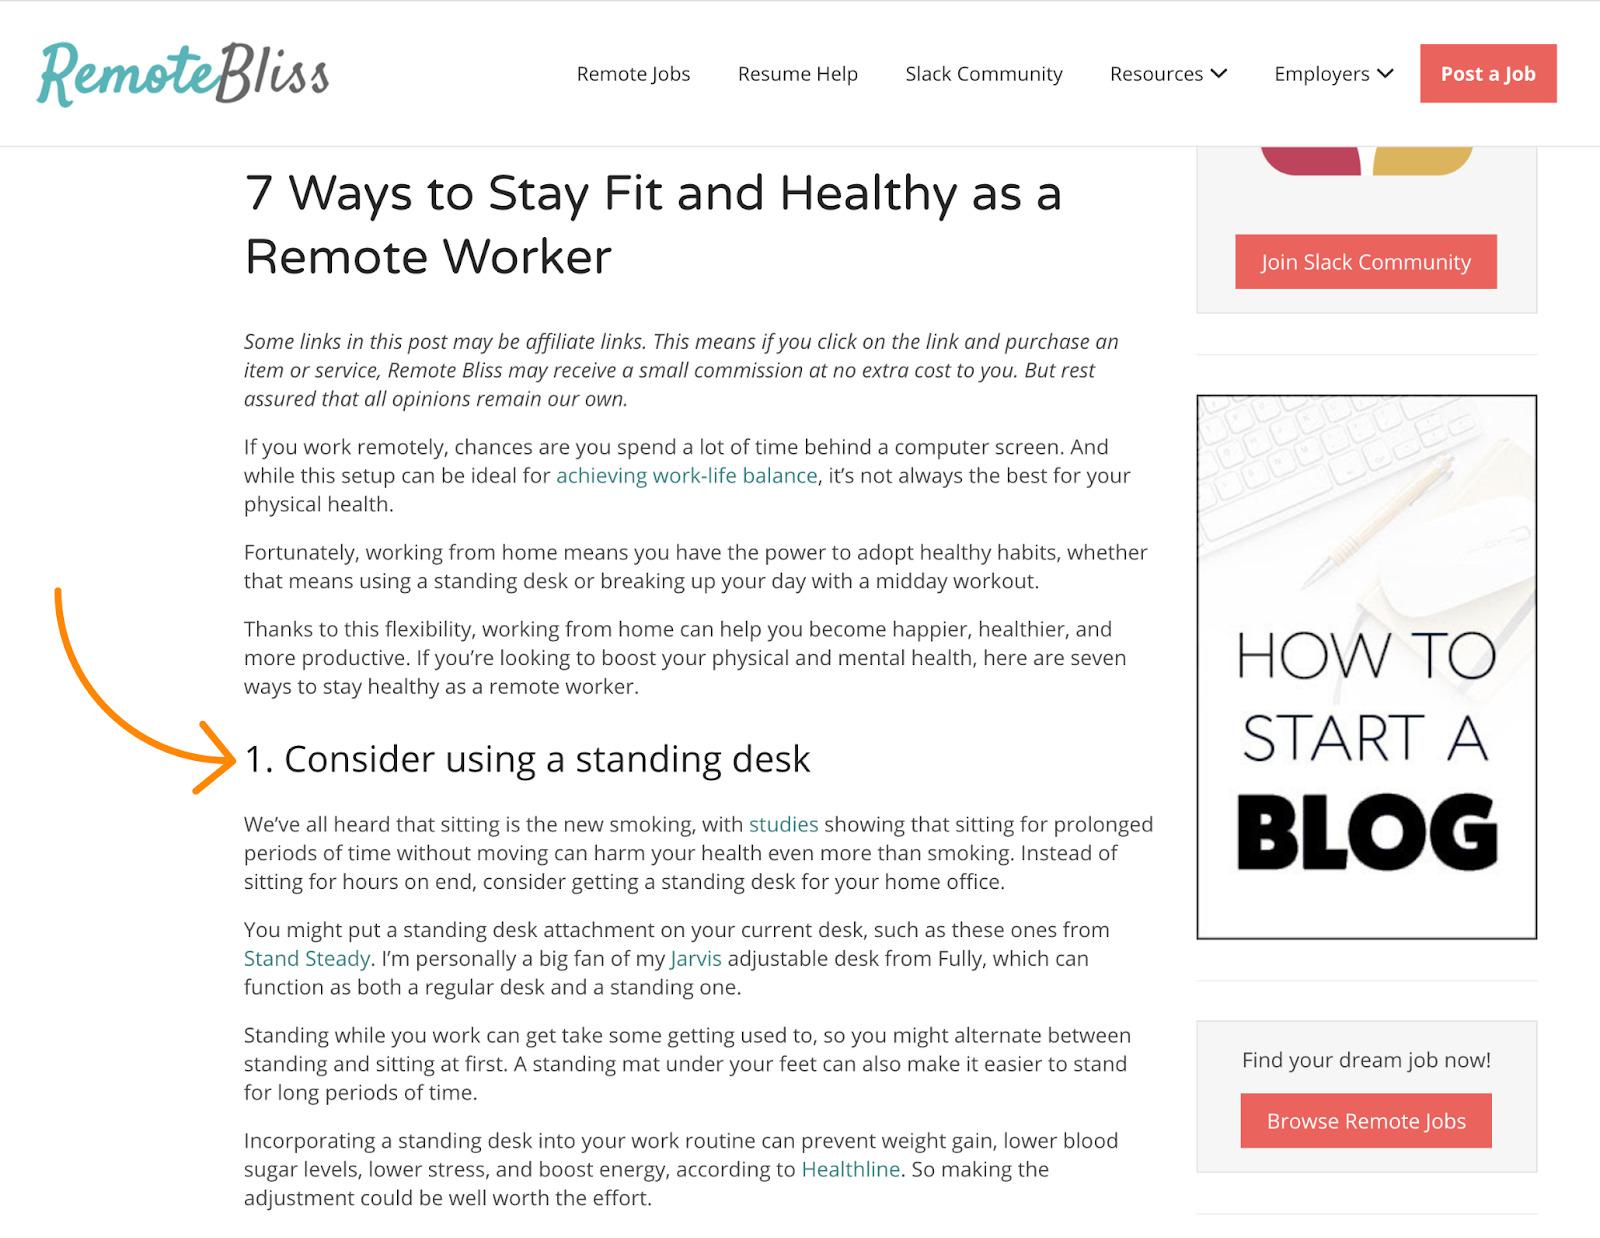 RemoteBliss
Remote Jobs
Resume Help
Slack Community
Resources
Employers
Post a Job
7 Ways to Stay Fit and Healthy as a
Remote Worker
Some links in this post may be affiliate links. This means if you click on the link and purchase an
item or service, Remote Bliss may receive a small commission at no extra cost to you. But rest
assured that all opinions remain our own.
If you work remotely, chances are you spend a lot of time behind a computer screen. And
while this setup can be ideal for achieving work-life balance, it’s not always the best for your
physical health.
Fortunately, working from home means you have the power to adopt healthy habits, whether
that means using a standing desk or breaking up your day with a midday workout.
Thanks to this flexibility, working from home can help you become happier, healthier, and
more productive. If you’re looking to boost your physical and mental health, here are seven
ways to stay healthy as a remote worker.
1. Consider using a standing desk
We’ve all heard that sitting is the new smoking, with studies showing that sitting for prolonged
periods of time without moving can harm your health even more than smoking. Instead of
sitting for hours on end, consider getting a standing desk for your home office.
You might put a standing desk attachment on your current desk, such as these ones from
Stand Steady. I’m personally a big fan of my Jarvis adjustable desk from Fully, which can
function as both a regular desk and a standing one.
Standing while you work can get take some getting used to, so you might alternate between
standing and sitting at first. A standing mat under your feet can also make it easier to stand
for long periods of time.
Incorporating a standing desk into your work routine can prevent weight gain, lower blood
sugar levels, lower stress, and boost energy, according to Healthline. So making the
adjustment could be well worth the effort.
Join Slack Community
HOW TO
START A
BLOG
Find your dream job now!
Browse Remote Jobs